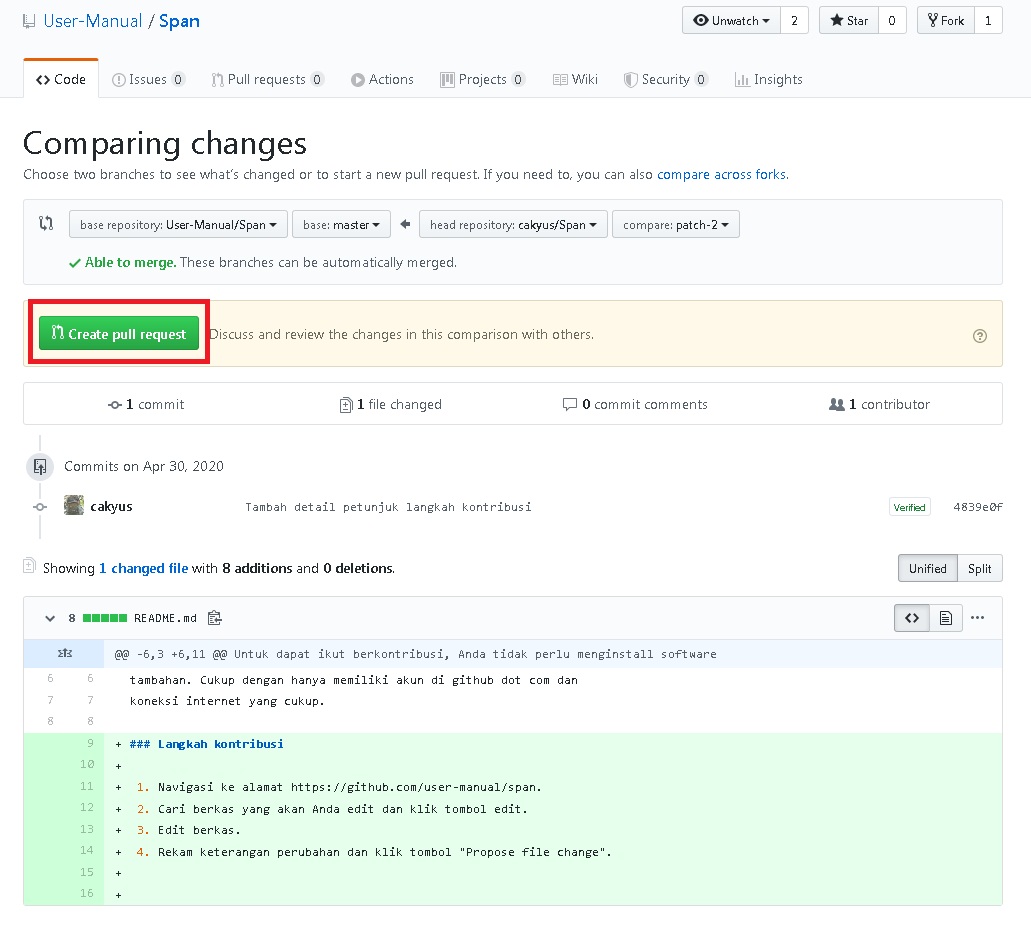 User-Manual / Span
Unwatch 2 Star 0 Fork 1
Code Issues 0 Pull requests 0 Actions Projects 0 Wiki Security 0 Insights
Comparing changes
Choose two branches to see what's changed or to start a new pull request. If you need to, you can also compare across forks.
base repository: User-Manual/Span base: master head repository: cakyus/Span compare: patch-2
Able to merge. These branches can be automatically merged.
Create pull request Discuss and review the changes in this comparison with others.
1 commit 1 file changed 0 commit comments 1 contributor
Commits on Apr 30, 2020
cakyus Tambah detail petunjuk langkah kontribusi Verified 4839e0f
Showing 1 changed file with 8 additions and 0 deletions. Unified Split
8 README.md
@@ -6,3 +6,11 @@ Untuk dapat ikut berkontribusi, Anda tidak perlu menginstall software
6 6 tambahan. Cukup dengan hanya memiliki akun di github dot com dan
7 7 koneksi internet yang cukup.
8 8
9 + ### Langkah kontribusi
10 +
11 + 1. Navigasi ke alamat https://github.com/user-manual/span.
12 + 2. Cari berkas yang akan Anda edit dan klik tombol edit.
13 + 3. Edit berkas.
14 + 4. Rekam keterangan perubahan dan klik tombol "Propose file change".
15 +
16 +